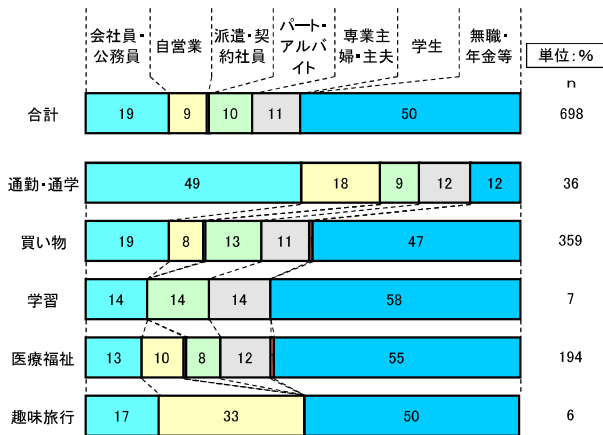 会社員・公務員
自営業
派遣・契約社員
パート・アルバイト
専業主婦・主夫
学生
無職・年金等
単位:%
n
合計 19 9 10 11 50 698
通勤・通学 49 18 9 12 12 36
買い物 19 8 13 11 47 359
学習 14 14 14 58 7
医療福祉 13 10 8 12 55 194
趣味旅行 17 33 50 6